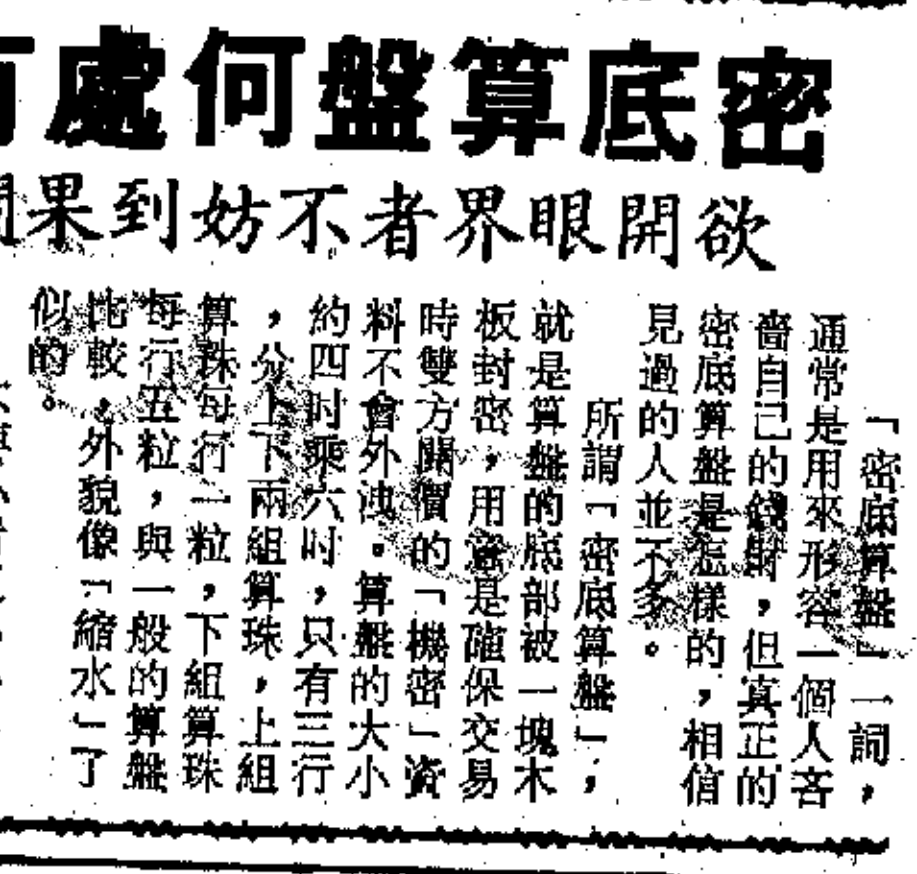 密底算盤何處有
欲開眼界者不妨到果
「密底算盤」一詞,
通常是用來形容一個人吝
嗇自己的錢財,但真正的
密底算盤是怎樣的,相信
見過的人並不多。
所謂「密底算盤」,
就是算盤的底部被一塊木
板封密,用意是確保交易
時雙方開價的「機密」資
料不會外洩。算盤的大小
約四吋乘六吋,只有三行
,分上下兩組算珠,上組
算珠每行一粒,下組算珠
每行五粒,與一般的算盤
比較,外貌像「縮水」了
似的。